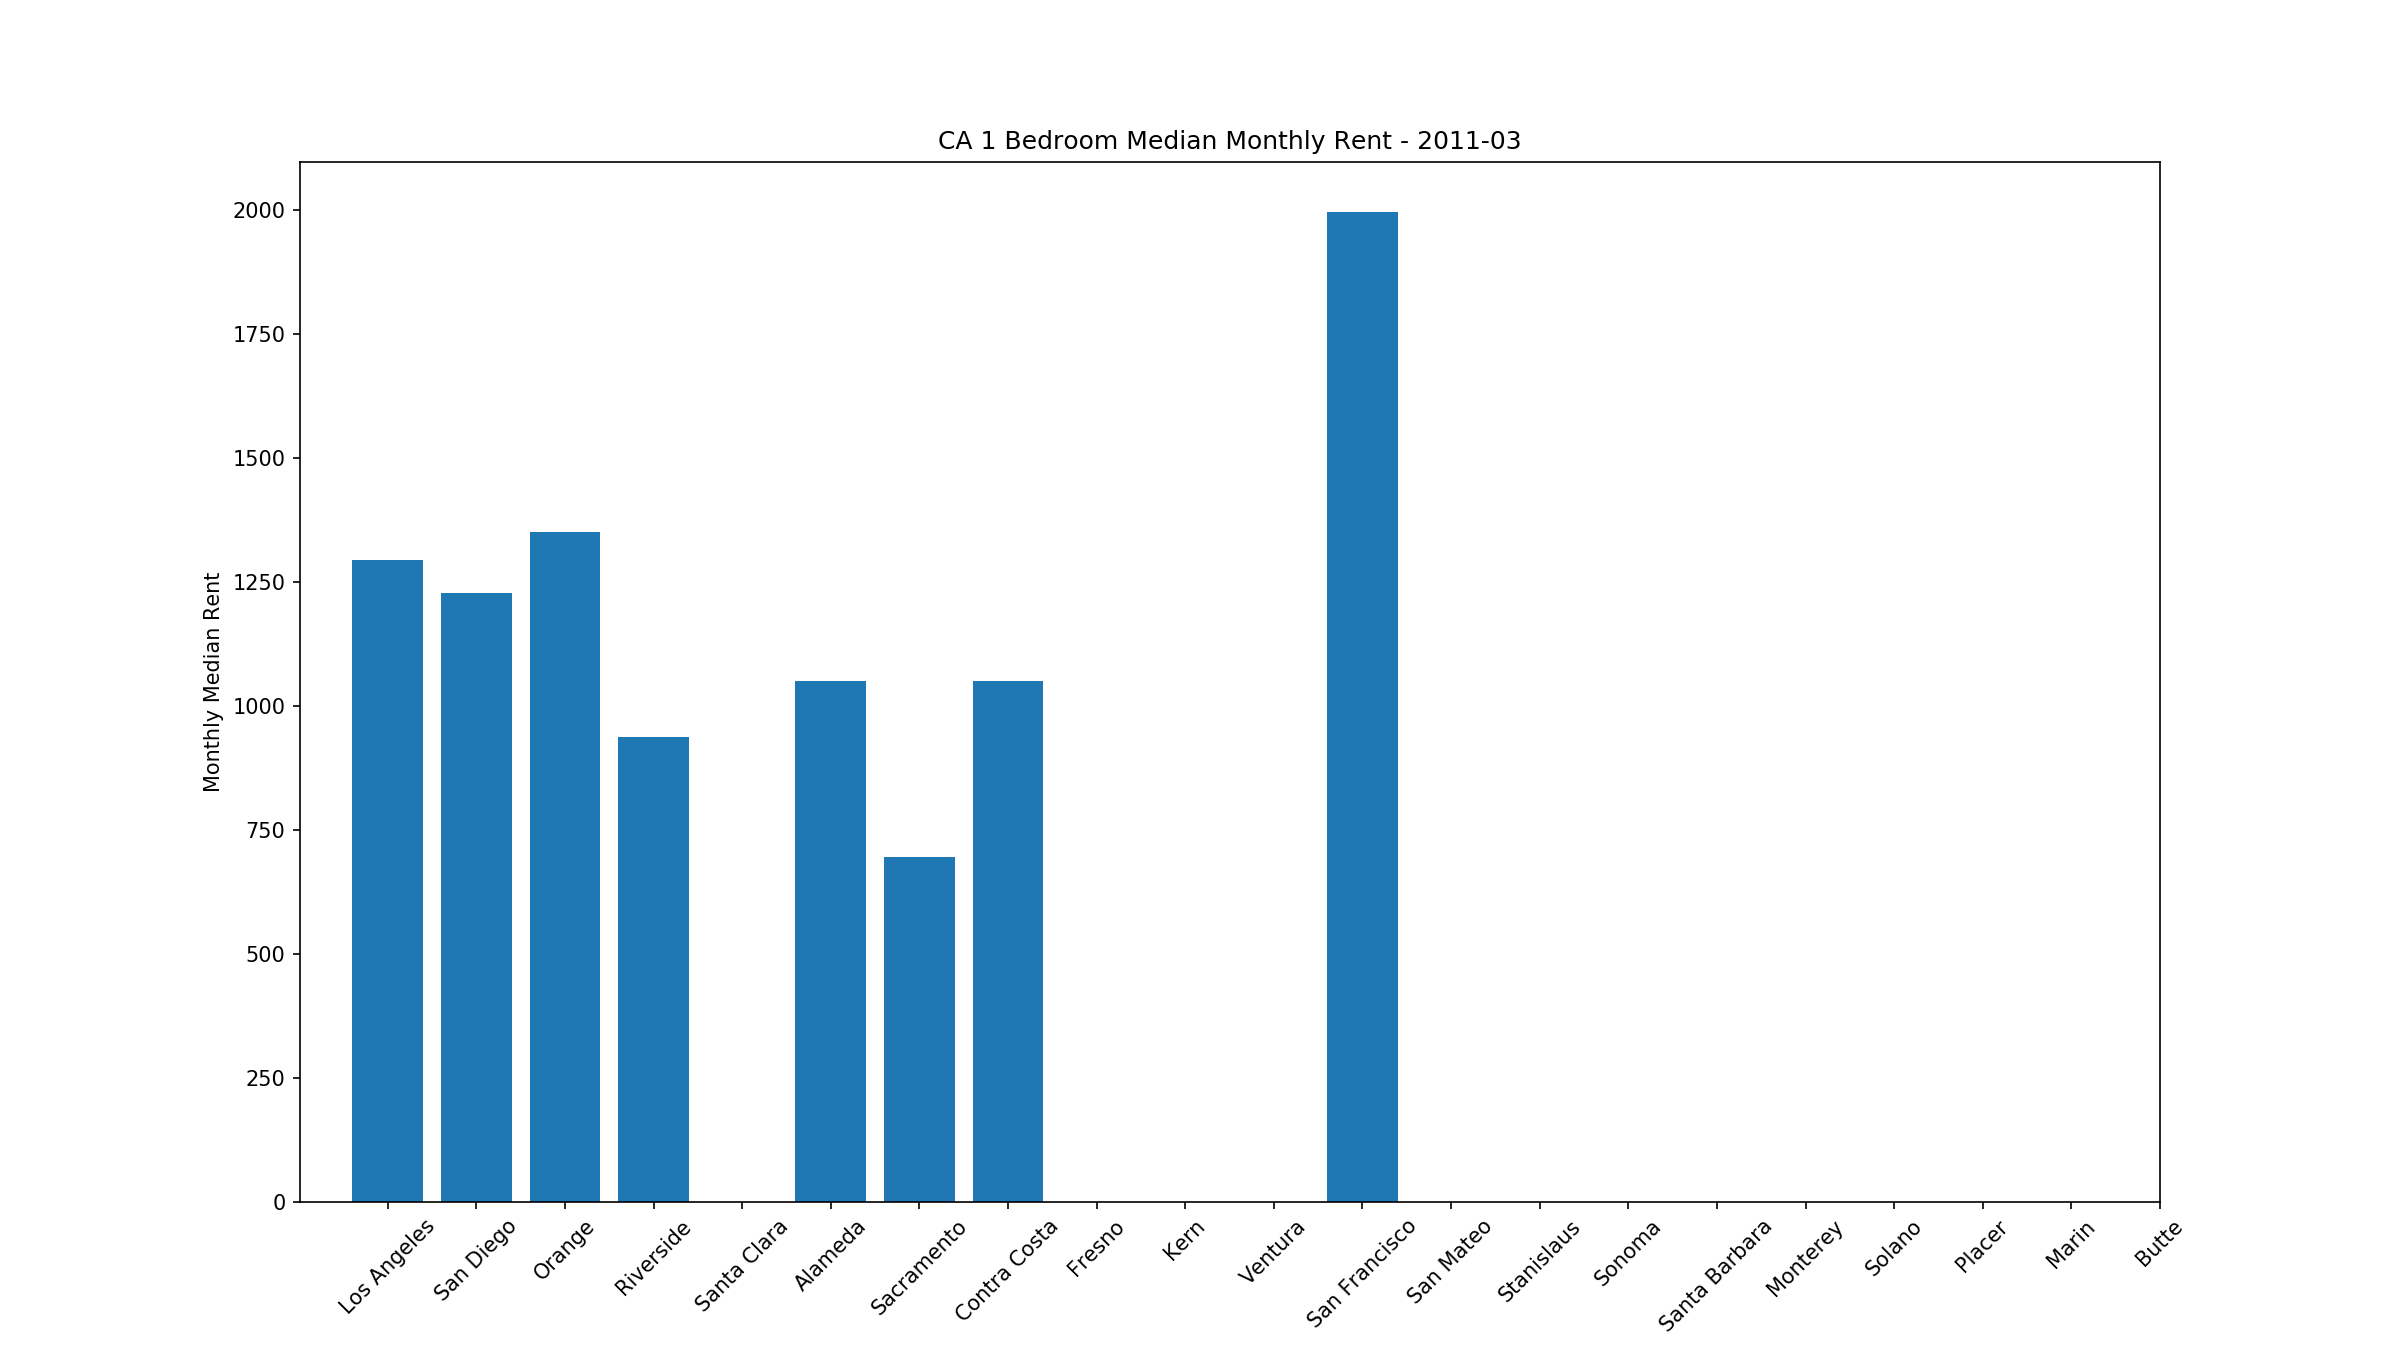 CA 1 Bedroom Median Monthly Rent - 2011-03
Monthly Median Rent
2000
1750
1500
1250
1000
750
500
250
0
Los Angeles
San Diego
Orange
Riverside
Santa Clara
Alameda
Sacramento
Contra Costa
Fresno
Kern
Ventura
San Francisco
San Mateo
Stanislaus
Sonoma
Santa Barbara
Monterey
Solano
Placer
Marin
Butte